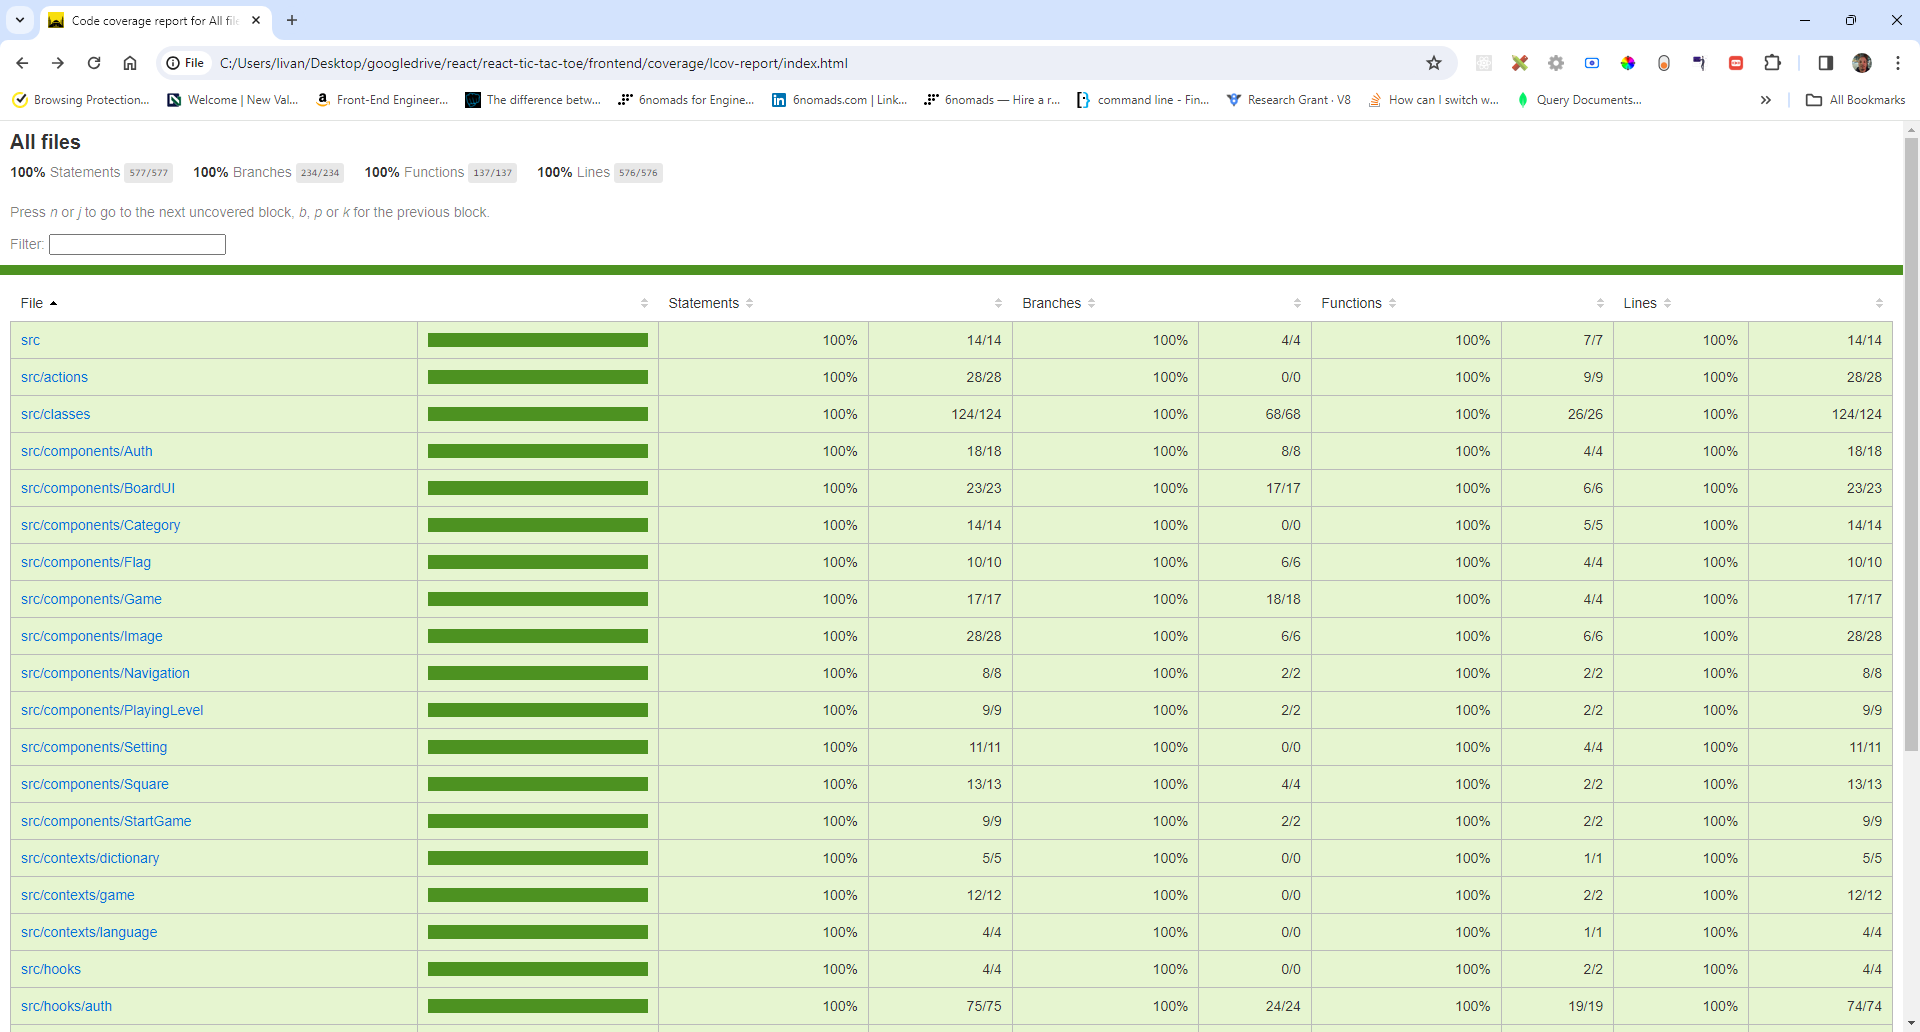 Code coverage report for All file
File C:/Users/livan/Desktop/googledrive/react/react-tic-tac-toe/frontend/coverage/lcov-report/index.html
Browsing Protection... Welcome | New Val... Front-End Engineer... The difference betw... 6nomads for Engine... 6nomads.com | Link... 6nomads — Hire a r... command line - Fin... Research Grant · V8 How can I switch w... Query Documents... » All Bookmarks
All files
100% Statements 577/577 100% Branches 234/234 100% Functions 137/137 100% Lines 576/576
Press n or j to go to the next uncovered block, b, p or k for the previous block.
Filter:
File Statements Branches Functions Lines
src 100% 14/14 100% 4/4 100% 7/7 100% 14/14
src/actions 100% 28/28 100% 0/0 100% 9/9 100% 28/28
src/classes 100% 124/124 100% 68/68 100% 26/26 100% 124/124
src/components/Auth 100% 18/18 100% 8/8 100% 4/4 100% 18/18
src/components/BoardUI 100% 23/23 100% 17/17 100% 6/6 100% 23/23
src/components/Category 100% 14/14 100% 0/0 100% 5/5 100% 14/14
src/components/Flag 100% 10/10 100% 6/6 100% 4/4 100% 10/10
src/components/Game 100% 17/17 100% 18/18 100% 4/4 100% 17/17
src/components/Image 100% 28/28 100% 6/6 100% 6/6 100% 28/28
src/components/Navigation 100% 8/8 100% 2/2 100% 2/2 100% 8/8
src/components/PlayingLevel 100% 9/9 100% 2/2 100% 2/2 100% 9/9
src/components/Setting 100% 11/11 100% 0/0 100% 4/4 100% 11/11
src/components/Square 100% 13/13 100% 4/4 100% 2/2 100% 13/13
src/components/StartGame 100% 9/9 100% 2/2 100% 2/2 100% 9/9
src/contexts/dictionary 100% 5/5 100% 0/0 100% 1/1 100% 5/5
src/contexts/game 100% 12/12 100% 0/0 100% 2/2 100% 12/12
src/contexts/language 100% 4/4 100% 0/0 100% 1/1 100% 4/4
src/hooks 100% 4/4 100% 0/0 100% 2/2 100% 4/4
src/hooks/auth 100% 75/75 100% 24/24 100% 19/19 100% 74/74